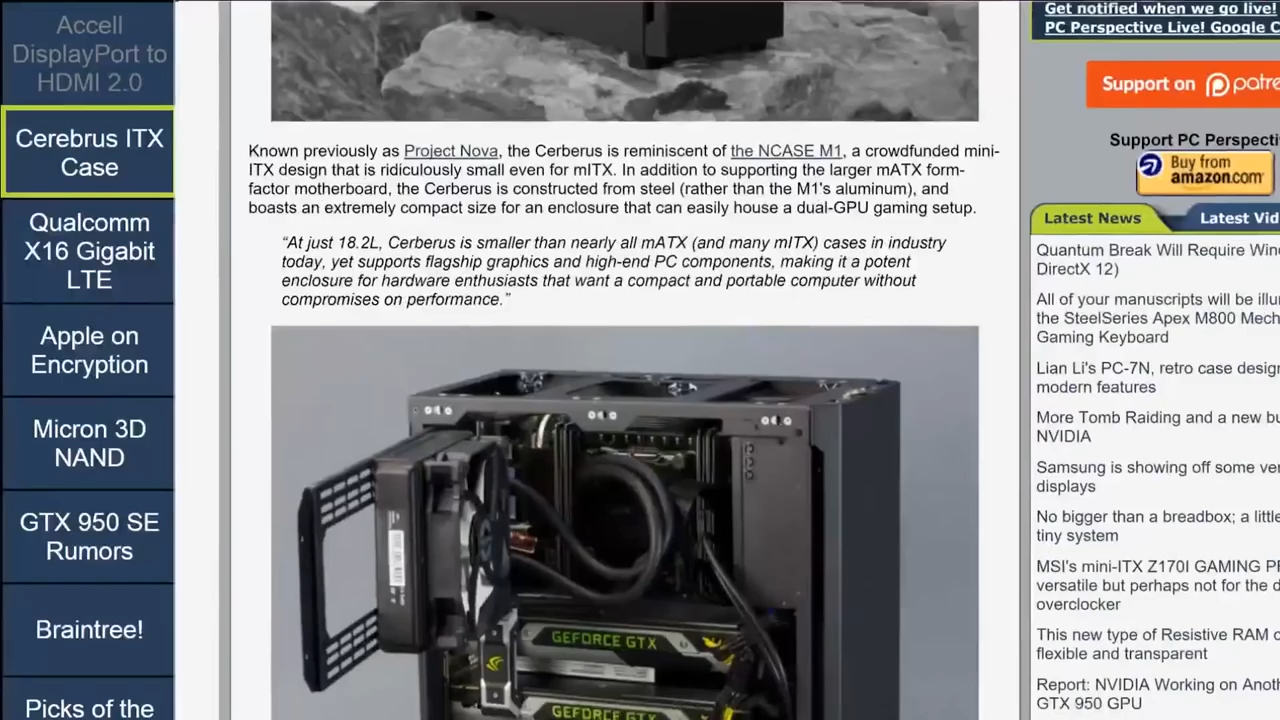 Accell
DisplayPort to
HDMI 2.0
Cerebrus ITX
Case
Qualcomm
X16 Gigabit
LTE
Apple on
Encryption
Micron 3D
NAND
GTX 950 SE
Rumors
Braintree!
Picks of the
Known previously as Project Nova, the Cerberus is reminiscent of the NCASE M1, a crowdfunded mini-
ITX design that is ridiculously small even for mITX. In addition to supporting the larger mATX form-
factor motherboard, the Cerberus is constructed from steel (rather than the M1's aluminum), and
boasts an extremely compact size for an enclosure that can easily house a dual-GPU gaming setup.
“At just 18.2L, Cerberus is smaller than nearly all mATX (and many mITX) cases in industry
today, yet supports flagship graphics and high-end PC components, making it a potent
enclosure for hardware enthusiasts that want a compact and portable computer without
compromises on performance.”
GEFORCE GTX
GEFORCE GTX
Get notified when we go live!
PC Perspective Live! Google C
Support on patre
Support PC Perspecti
Buy from
amazon.com
Latest News
Latest Vid
Quantum Break Will Require Win
DirectX 12)
All of your manuscripts will be illu
the SteelSeries Apex M800 Mech
Gaming Keyboard
Lian Li's PC-7N, retro case desig
modern features
More Tomb Raiding and a new bu
NVIDIA
Samsung is showing off some ve
displays
No bigger than a breadbox; a little
tiny system
MSI's mini-ITX Z170I GAMING P
versatile but perhaps not for the d
overclocker
This new type of Resistive RAM c
flexible and transparent
Report: NVIDIA Working on Anot
GTX 950 GPU